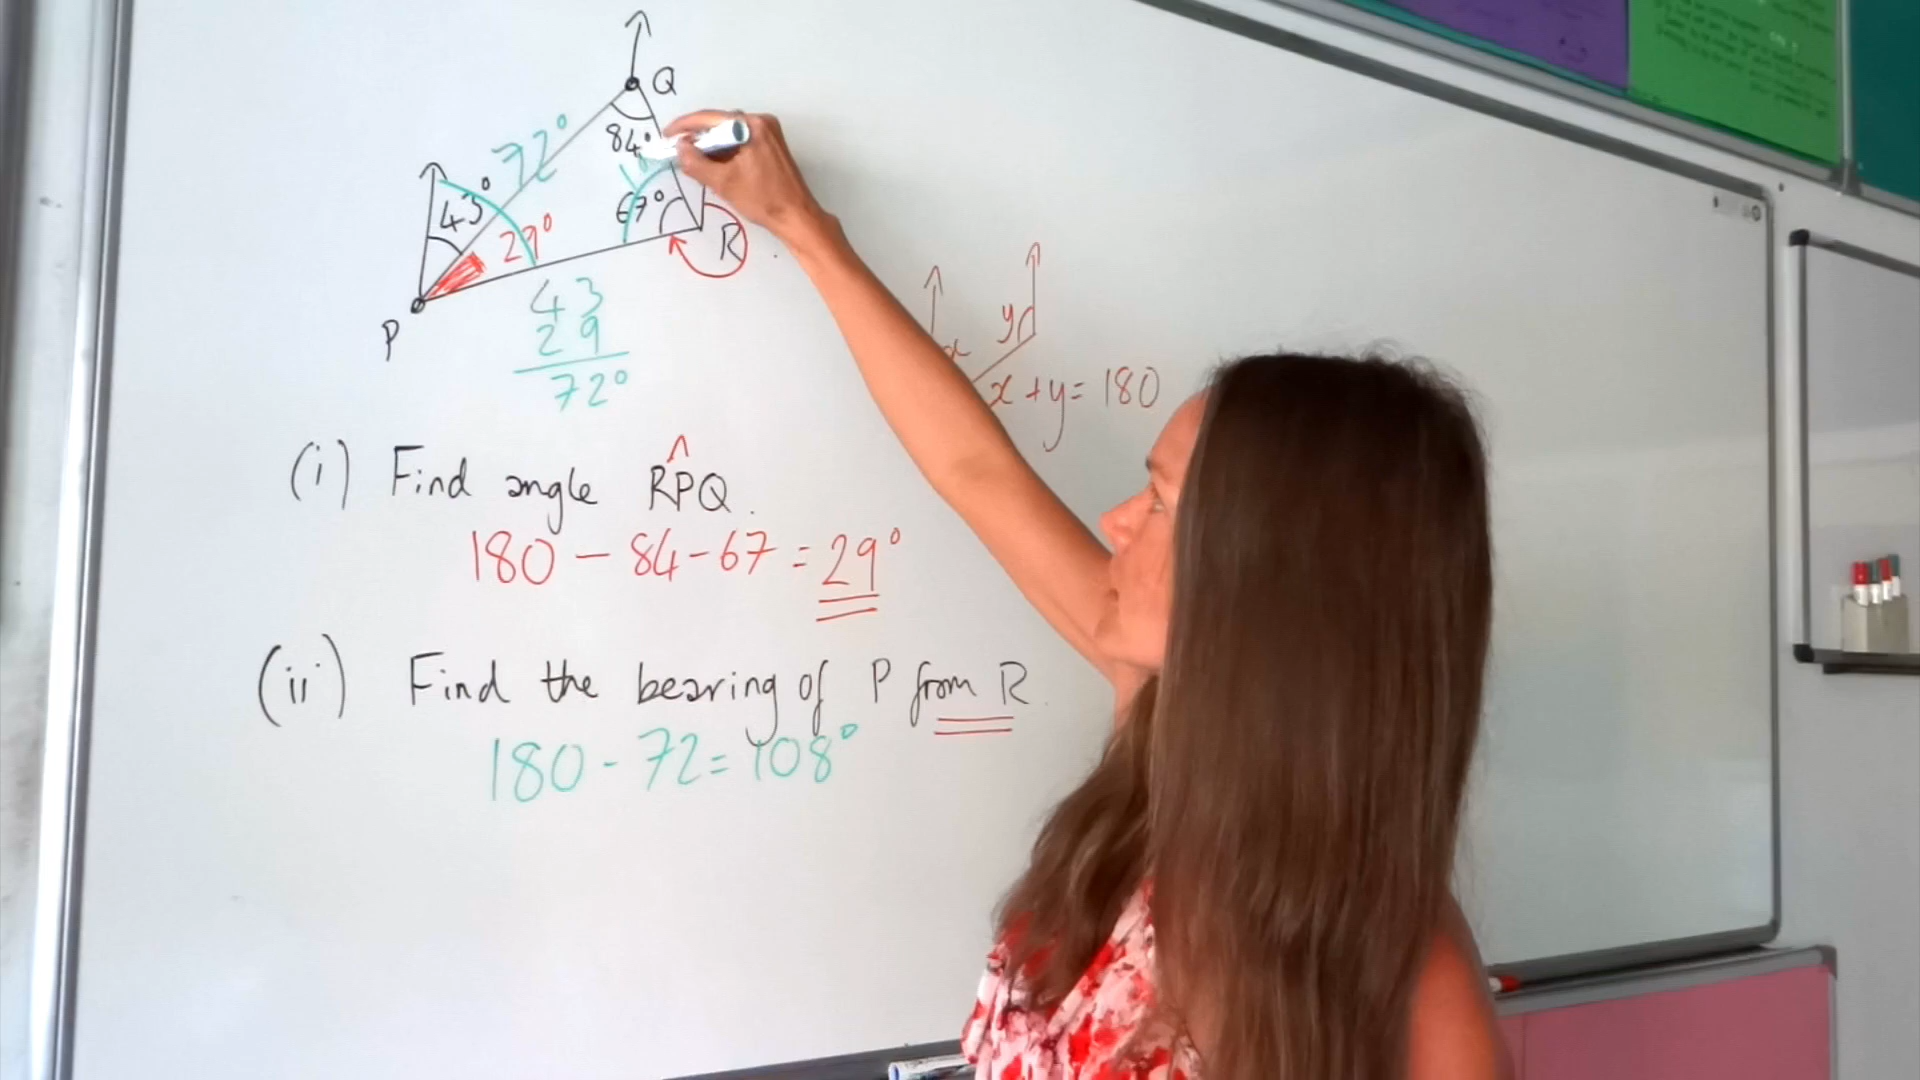 Q
84°
72°
43°
67°
29°
R
P
43
29
72°
y
x
x + y = 180
(i) Find angle RP̂Q.
180 - 84 - 67 = 29°
(ii) Find the bearing of P from R.
180 - 72 = 108°